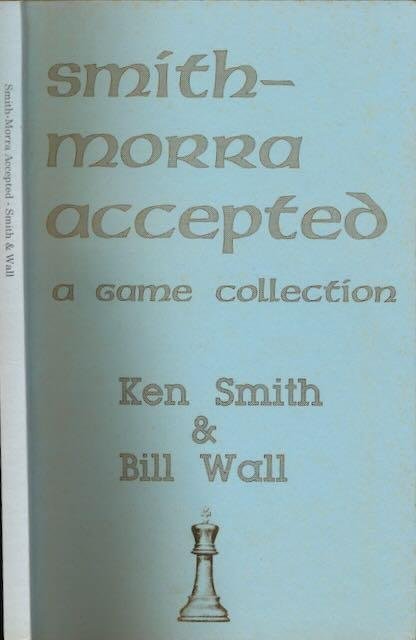 Smith-Morra Accepted - Smith & Wall
smith-
morra
accepted
a game collection
Ken Smith
&
Bill Wall